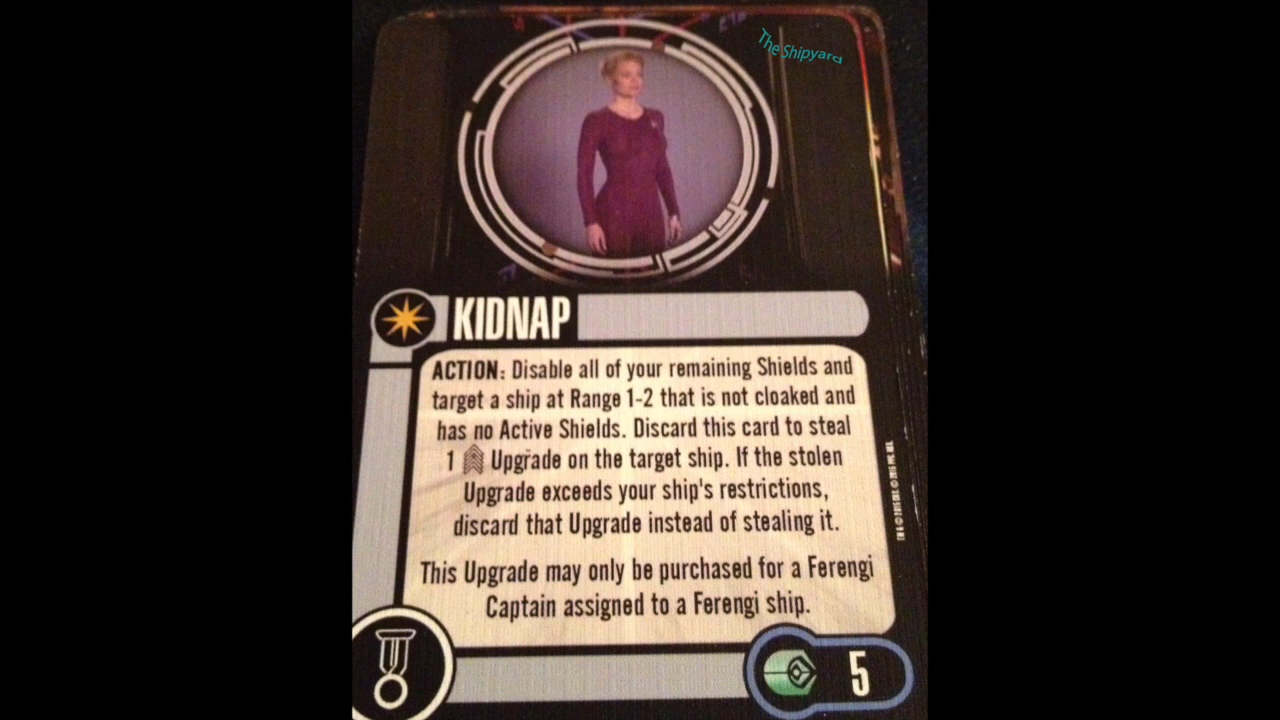 The Shipyard
KIDNAP
ACTION: Disable all of your remaining Shields and
target a ship at Range 1-2 that is not cloaked and
has no Active Shields. Discard this card to steal
1 Upgrade on the target ship. If the stolen
Upgrade exceeds your ship's restrictions,
discard that Upgrade instead of stealing it.
This Upgrade may only be purchased for a Ferengi
Captain assigned to a Ferengi ship.
5